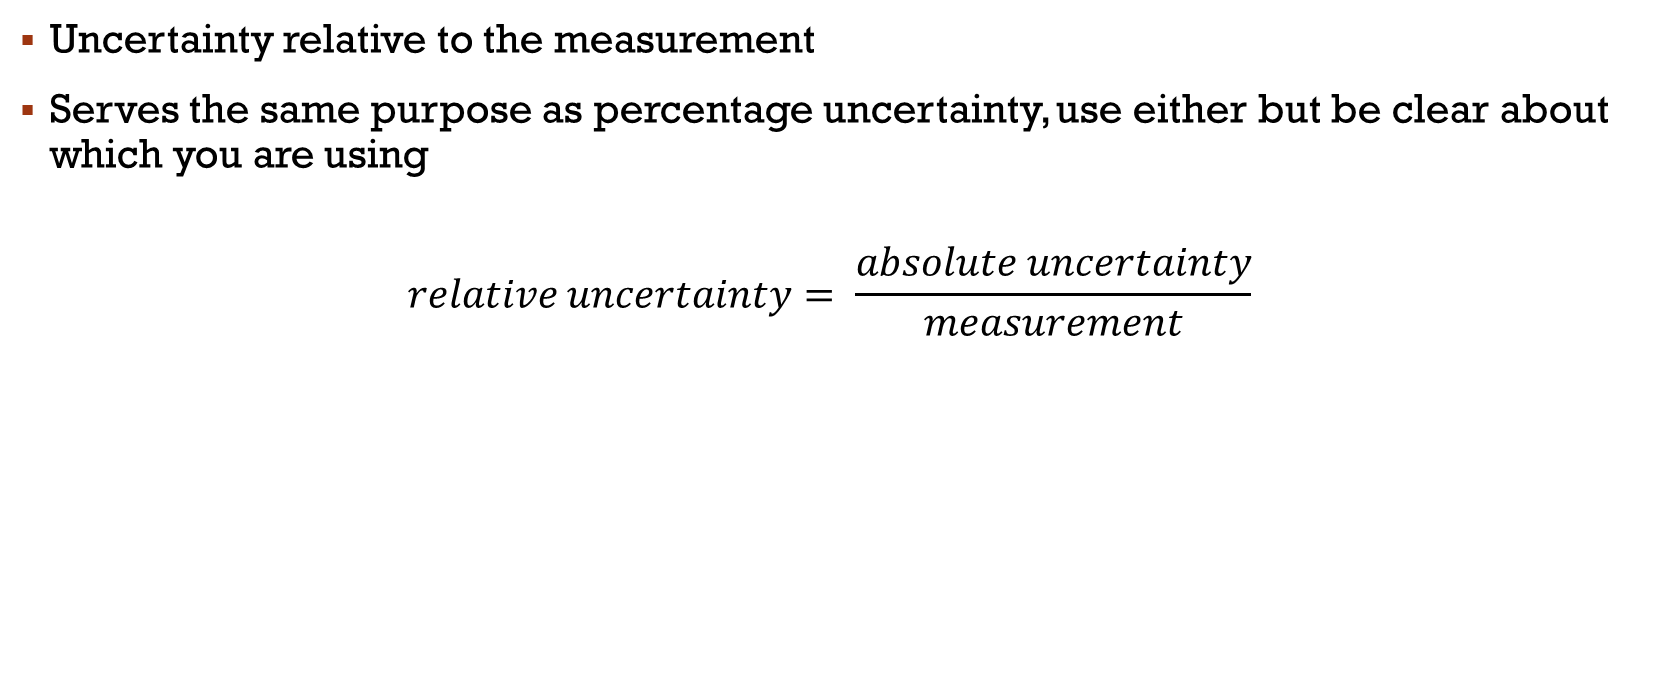 ▪ Uncertainty relative to the measurement
▪ Serves the same purpose as percentage uncertainty, use either but be clear about
which you are using
relative uncertainty = absolute uncertainty / measurement